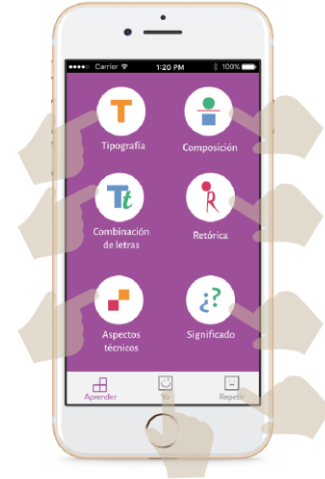 Carrier 1:20 PM 100%
T
Tipografía
Composición
Tt
Combinación
de letras
R
Retórica
Aspectos
técnicos
¿?
Significado
Aprender Yo Repetir